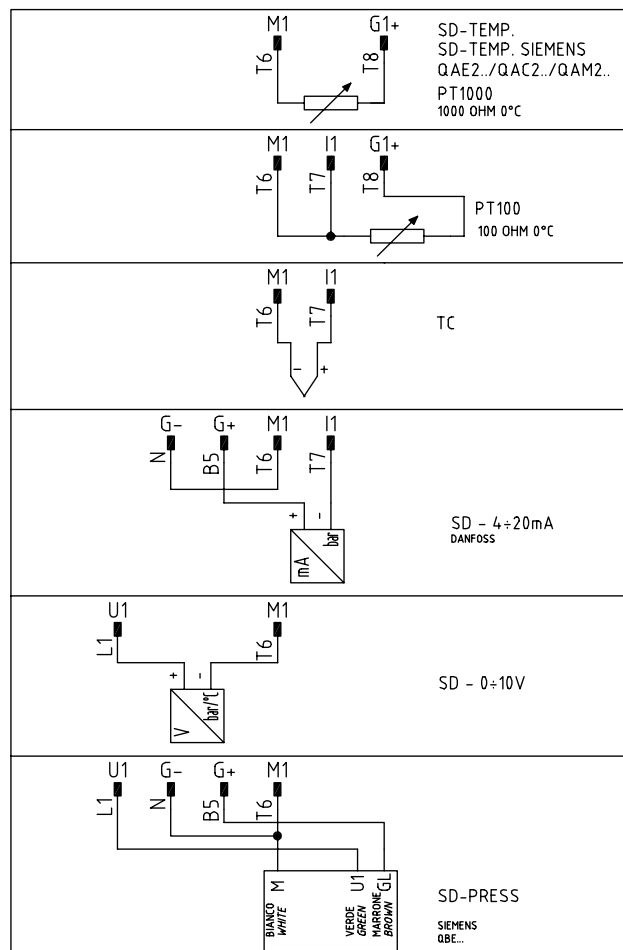 M1 G1+
T6 T8
SD-TEMP.
SD-TEMP. SIEMENS
QAE2../QAC2../QAM2..
PT1000
1000 OHM 0°C
M1 I1 G1+
T6 T7 T8
PT100
100 OHM 0°C
M1 I1
T6 T7
- +
TC
G- G+ M1 I1
N B5 T6 T7
+ -
mA bar
SD - 4÷20mA
DANFOSS
U1 M1
L1 T6
+ -
V bar/°C
SD - 0÷10V
U1 G- G+ M1
L1 N B5 T6
M U1 GL
BIANCO VERDE MARRONE
WHITE GREEN BROWN
SD-PRESS
SIEMENS
QBE...